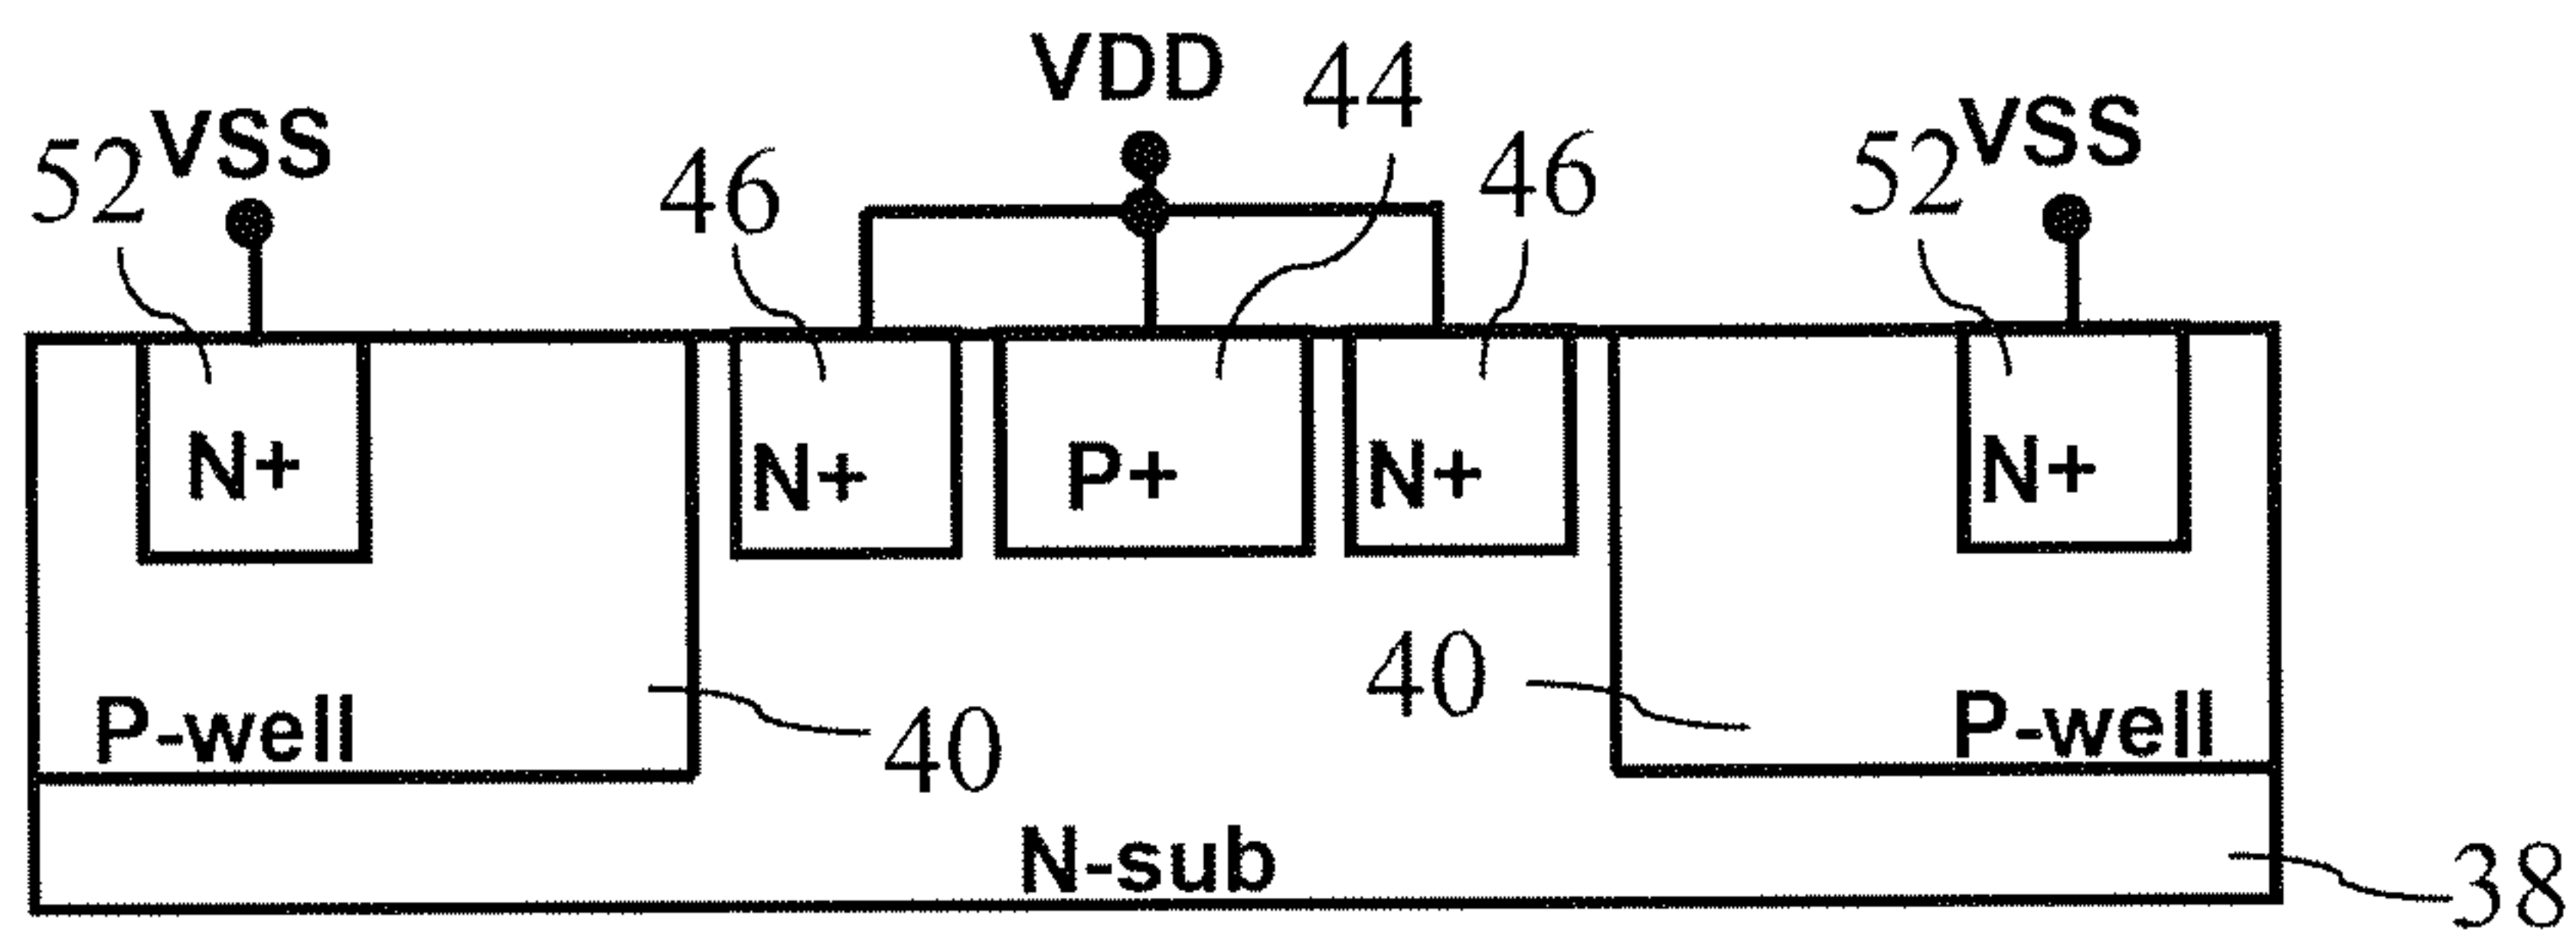 VDD 44
52 VSS 46 46 52 VSS
N+ N+ P+ N+ N+
P-well 40 40 P-well
N-sub 38